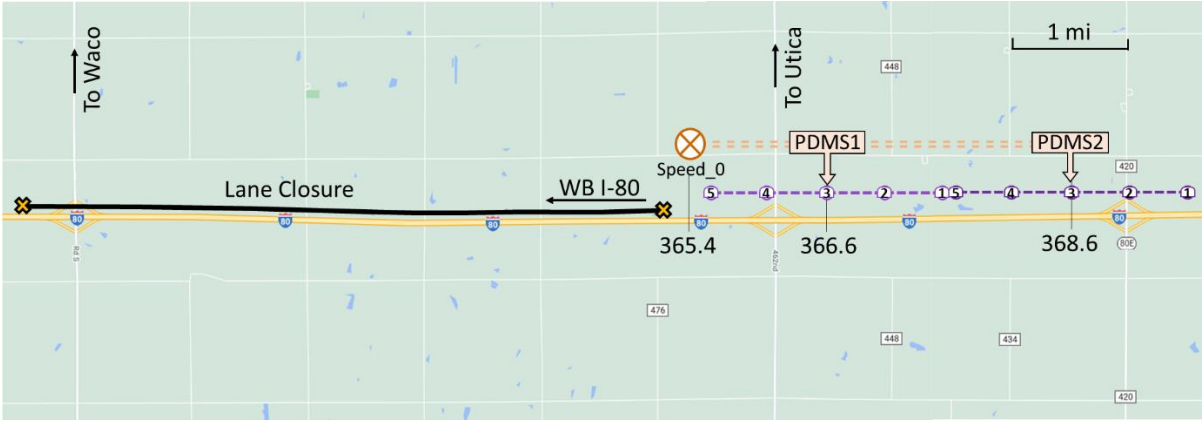 To Waco
To Utica
1 mi
448
PDMS1
PDMS2
Speed_0
420
Lane Closure
WB I-80
5 4 3 2 1 5 4 3 2 1
80
80
80
80
80
80
365.4
366.6
368.6
Rd S
462nd
80E
476
448
434
420